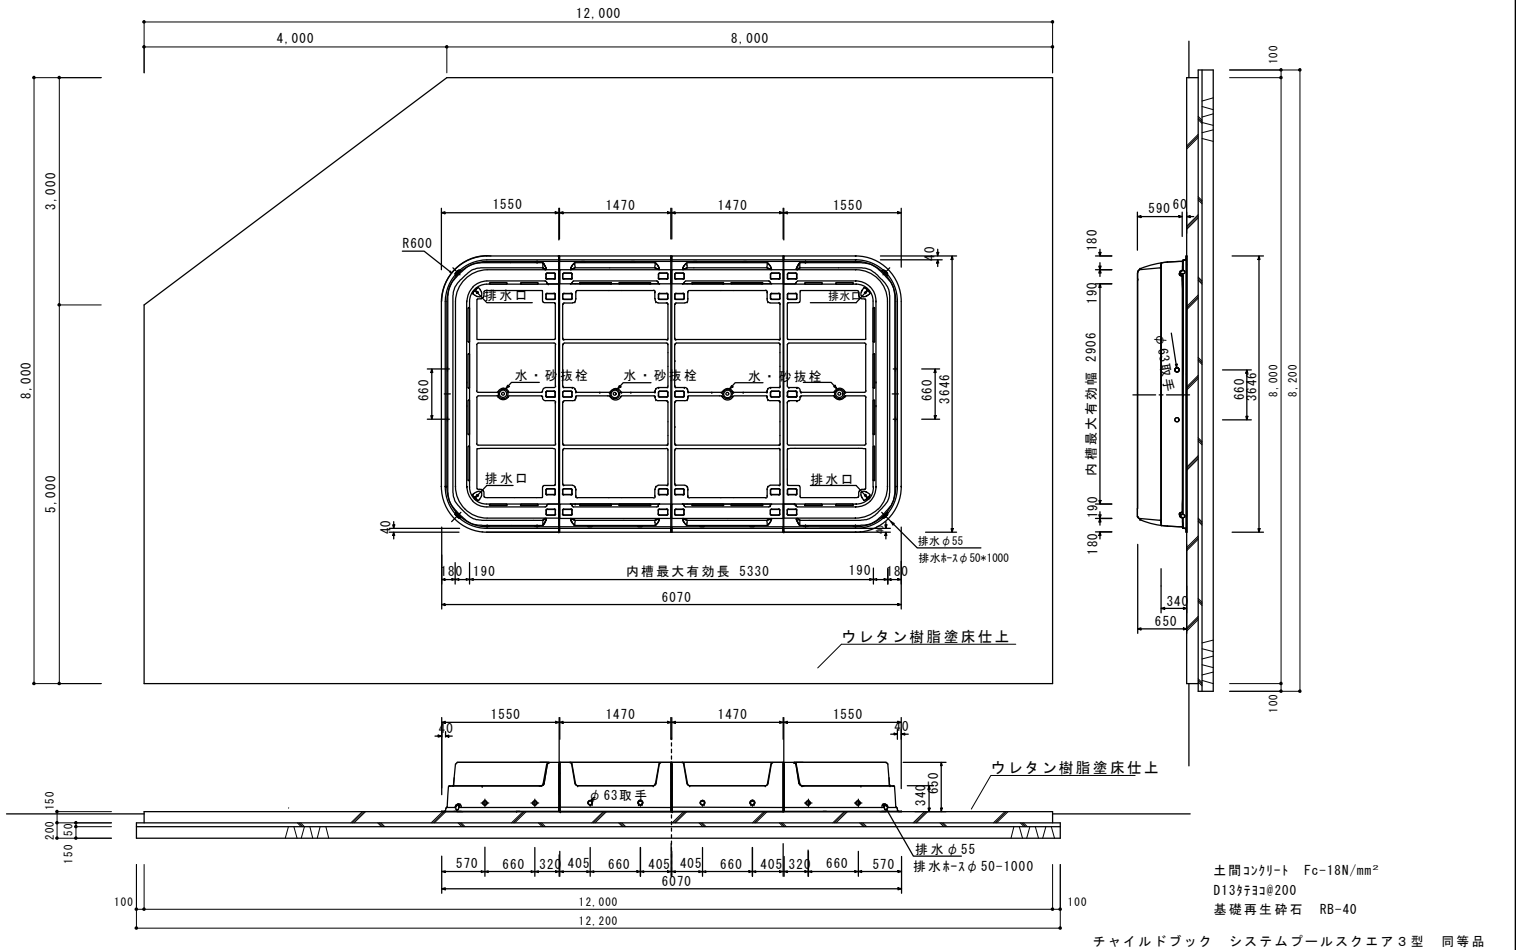 12,000
4,000
8,000
8,000
3,000
5,000
1550
1470
1470
1550
R600
40
排水口
排水口
水・砂抜栓
水・砂抜栓
水・砂抜栓
660
660
3646
排水口
排水口
40
排水φ55
排水ﾎｰｽφ50*1000
180
190
内槽最大有効長 5330
190
180
6070
ウレタン樹脂塗床仕上
590
60
180
190
内槽最大有効幅 2906
φ63取手
190
180
660
3646
340
650
100
8,000
8,200
100
1550
1470
1470
1550
40
40
φ63取手
340
650
ウレタン樹脂塗床仕上
150
200
50
150
排水φ55
排水ﾎｰｽφ50-1000
570
660
320
405
660
405
405
660
405
320
660
570
6070
100
12,000
100
12,200
土間ｺﾝｸﾘｰﾄ Fc-18N/mm²
D13ﾀﾃﾖｺ@200
基礎再生砕石 RB-40
チャイルドブック システムプールスクエア3型 同等品